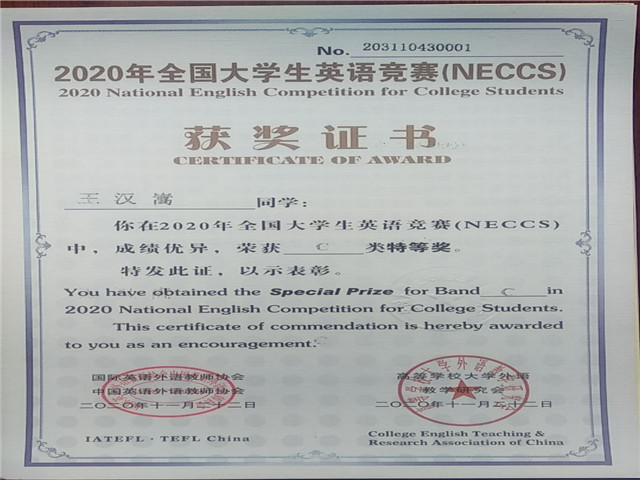 No. 203110430001
2020年全国大学生英语竞赛(NECCS)
2020 National English Competition for College Students
获奖证书
CERTIFICATE OF AWARD
王汉嵩 同学：
你在2020年全国大学生英语竞赛(NECCS)
中，成绩优异，荣获 C 类特等奖。
特发此证，以示表彰。
You have obtained the Special Prize for Band C in
2020 National English Competition for College Students.
This certificate of commendation is hereby awarded
to you as an encouragement.
国际英语外语教师协会
中国英语外语教师协会
二〇二〇年十一月二十二日
IATEFL · TEFL China
高等学校大学外语
教学研究会
二〇二〇年十一月二十二日
College English Teaching &
Research Association of China